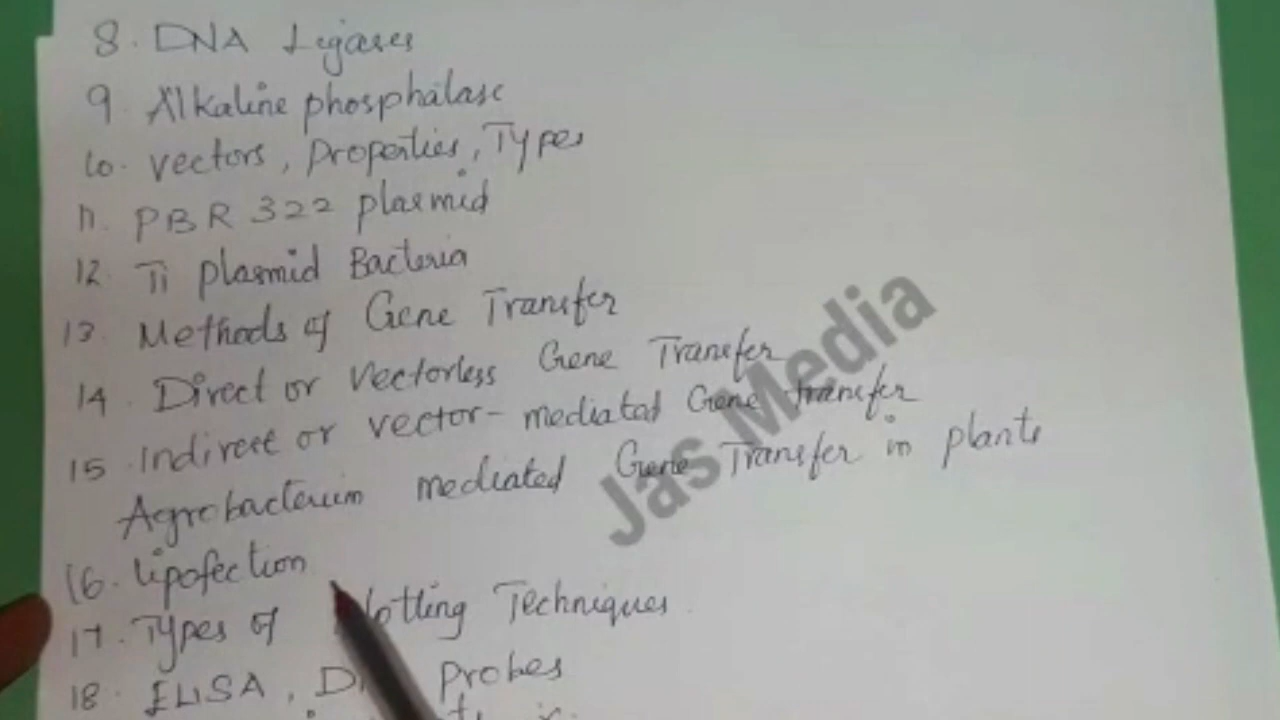 8. DNA Ligases
9. Alkaline phosphatase
10. Vectors, Properties, Types
11. PBR 322 plasmid
12. Ti plasmid Bacteria
13. Methods of Gene Transfer
14. Direct or Vectorless Gene Transfer
15. Indirect or vector-mediated Gene transfer
Agrobacterium mediated Gene Transfer in plants
16. Lipofection
17. Types of lotting Techniques
18. ELISA, D Probes
Jas Media